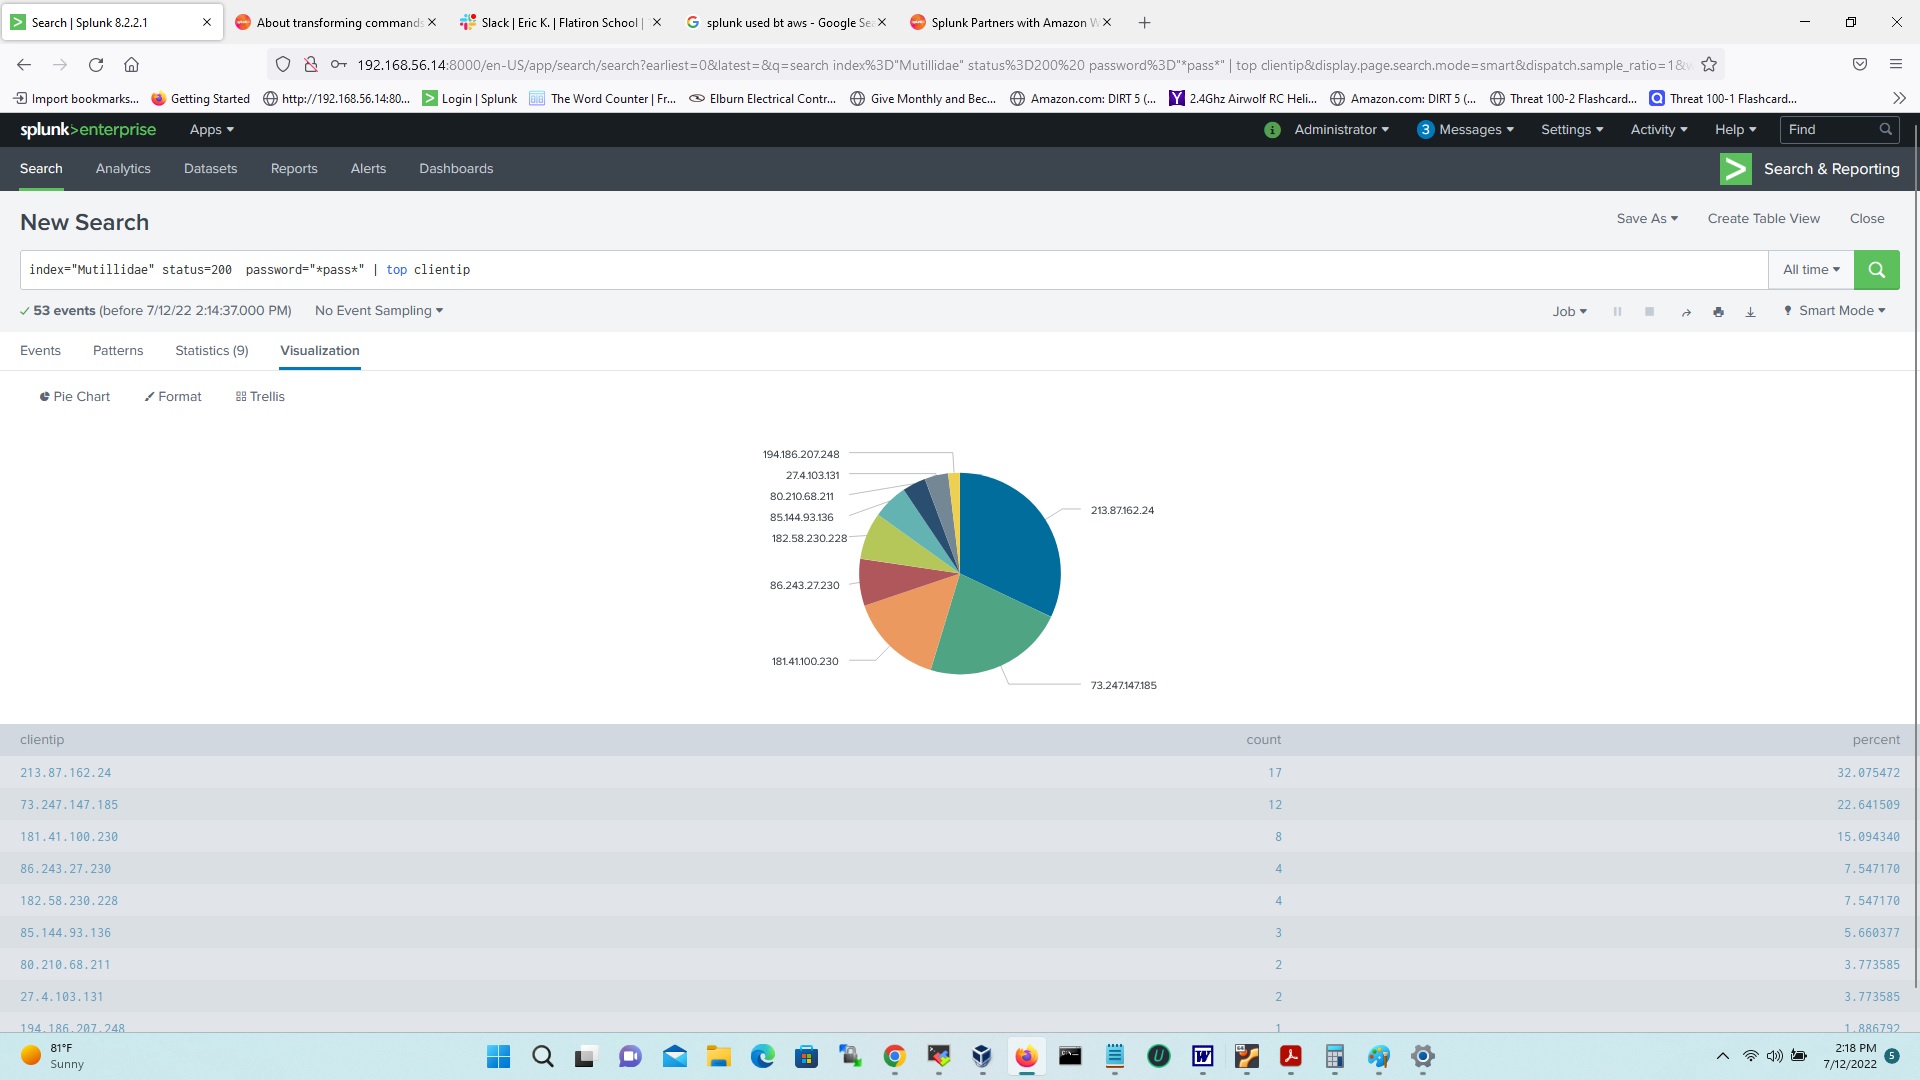 Search | Splunk 8.2.2.1
About transforming commands
Slack | Eric K. | Flatiron School |
splunk used bt aws - Google Se
Splunk Partners with Amazon W
192.168.56.14:8000/en-US/app/search/search?earliest=0&latest=&q=search index%3D"Mutillidae" status%3D200%20 password%3D"*pass*" | top clientip&display.page.search.mode=smart&dispatch.sample_ratio=1&
Import bookmarks...
Getting Started
http://192.168.56.14:80...
Login | Splunk
The Word Counter | Fr...
Elburn Electrical Contr...
Give Monthly and Bec...
Amazon.com: DIRT 5 (...
2.4Ghz Airwolf RC Heli...
Amazon.com: DIRT 5 (...
Threat 100-2 Flashcard...
Threat 100-1 Flashcard...
splunk>enterprise
Apps
i
Administrator
3 Messages
Settings
Activity
Help
Find
Search
Analytics
Datasets
Reports
Alerts
Dashboards
Search & Reporting
New Search
Save As
Create Table View
Close
index="Mutillidae" status=200  password="*pass*" | top clientip
All time
53 events (before 7/12/22 2:14:37.000 PM)
No Event Sampling
Job
Smart Mode
Events
Patterns
Statistics (9)
Visualization
Pie Chart
Format
Trellis
194.186.207.248
27.4.103.131
80.210.68.211
85.144.93.136
182.58.230.228
86.243.27.230
181.41.100.230
213.87.162.24
73.247.147.185
clientip count percent
213.87.162.24 17 32.075472
73.247.147.185 12 22.641509
181.41.100.230 8 15.094340
86.243.27.230 4 7.547170
182.58.230.228 4 7.547170
85.144.93.136 3 5.660377
80.210.68.211 2 3.773585
27.4.103.131 2 3.773585
194.186.207.248 1 1.886792
81°F
Sunny
2:18 PM
7/12/2022
5